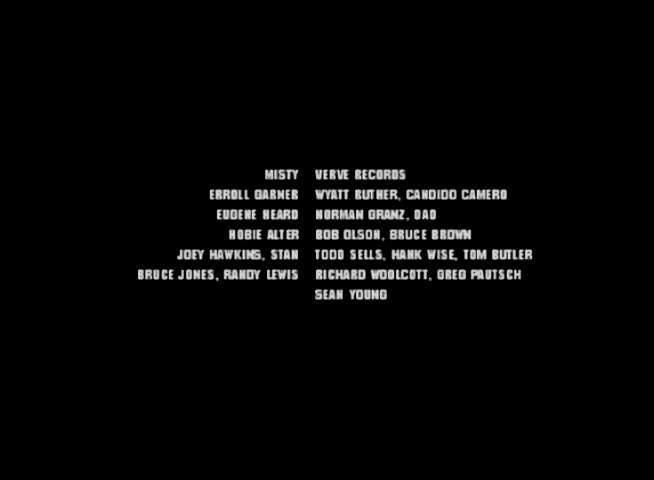 MISTY VERVE RECORDS
ERROLL GARNER WYATT RUTHER, CANDIDO CAMERO
EUGENE HEARD NORMAN GRANZ, DAD
HOBIE ALTER BOB OLSON, BRUCE BROWN
JOEY HAWKINS, STAN TODD SELLS, HANK WISE, TOM BUTLER
BRUCE JONES, RANDY LEWIS RICHARD WOOLCOTT, GREG PAUTSCH
SEAN YOUNG